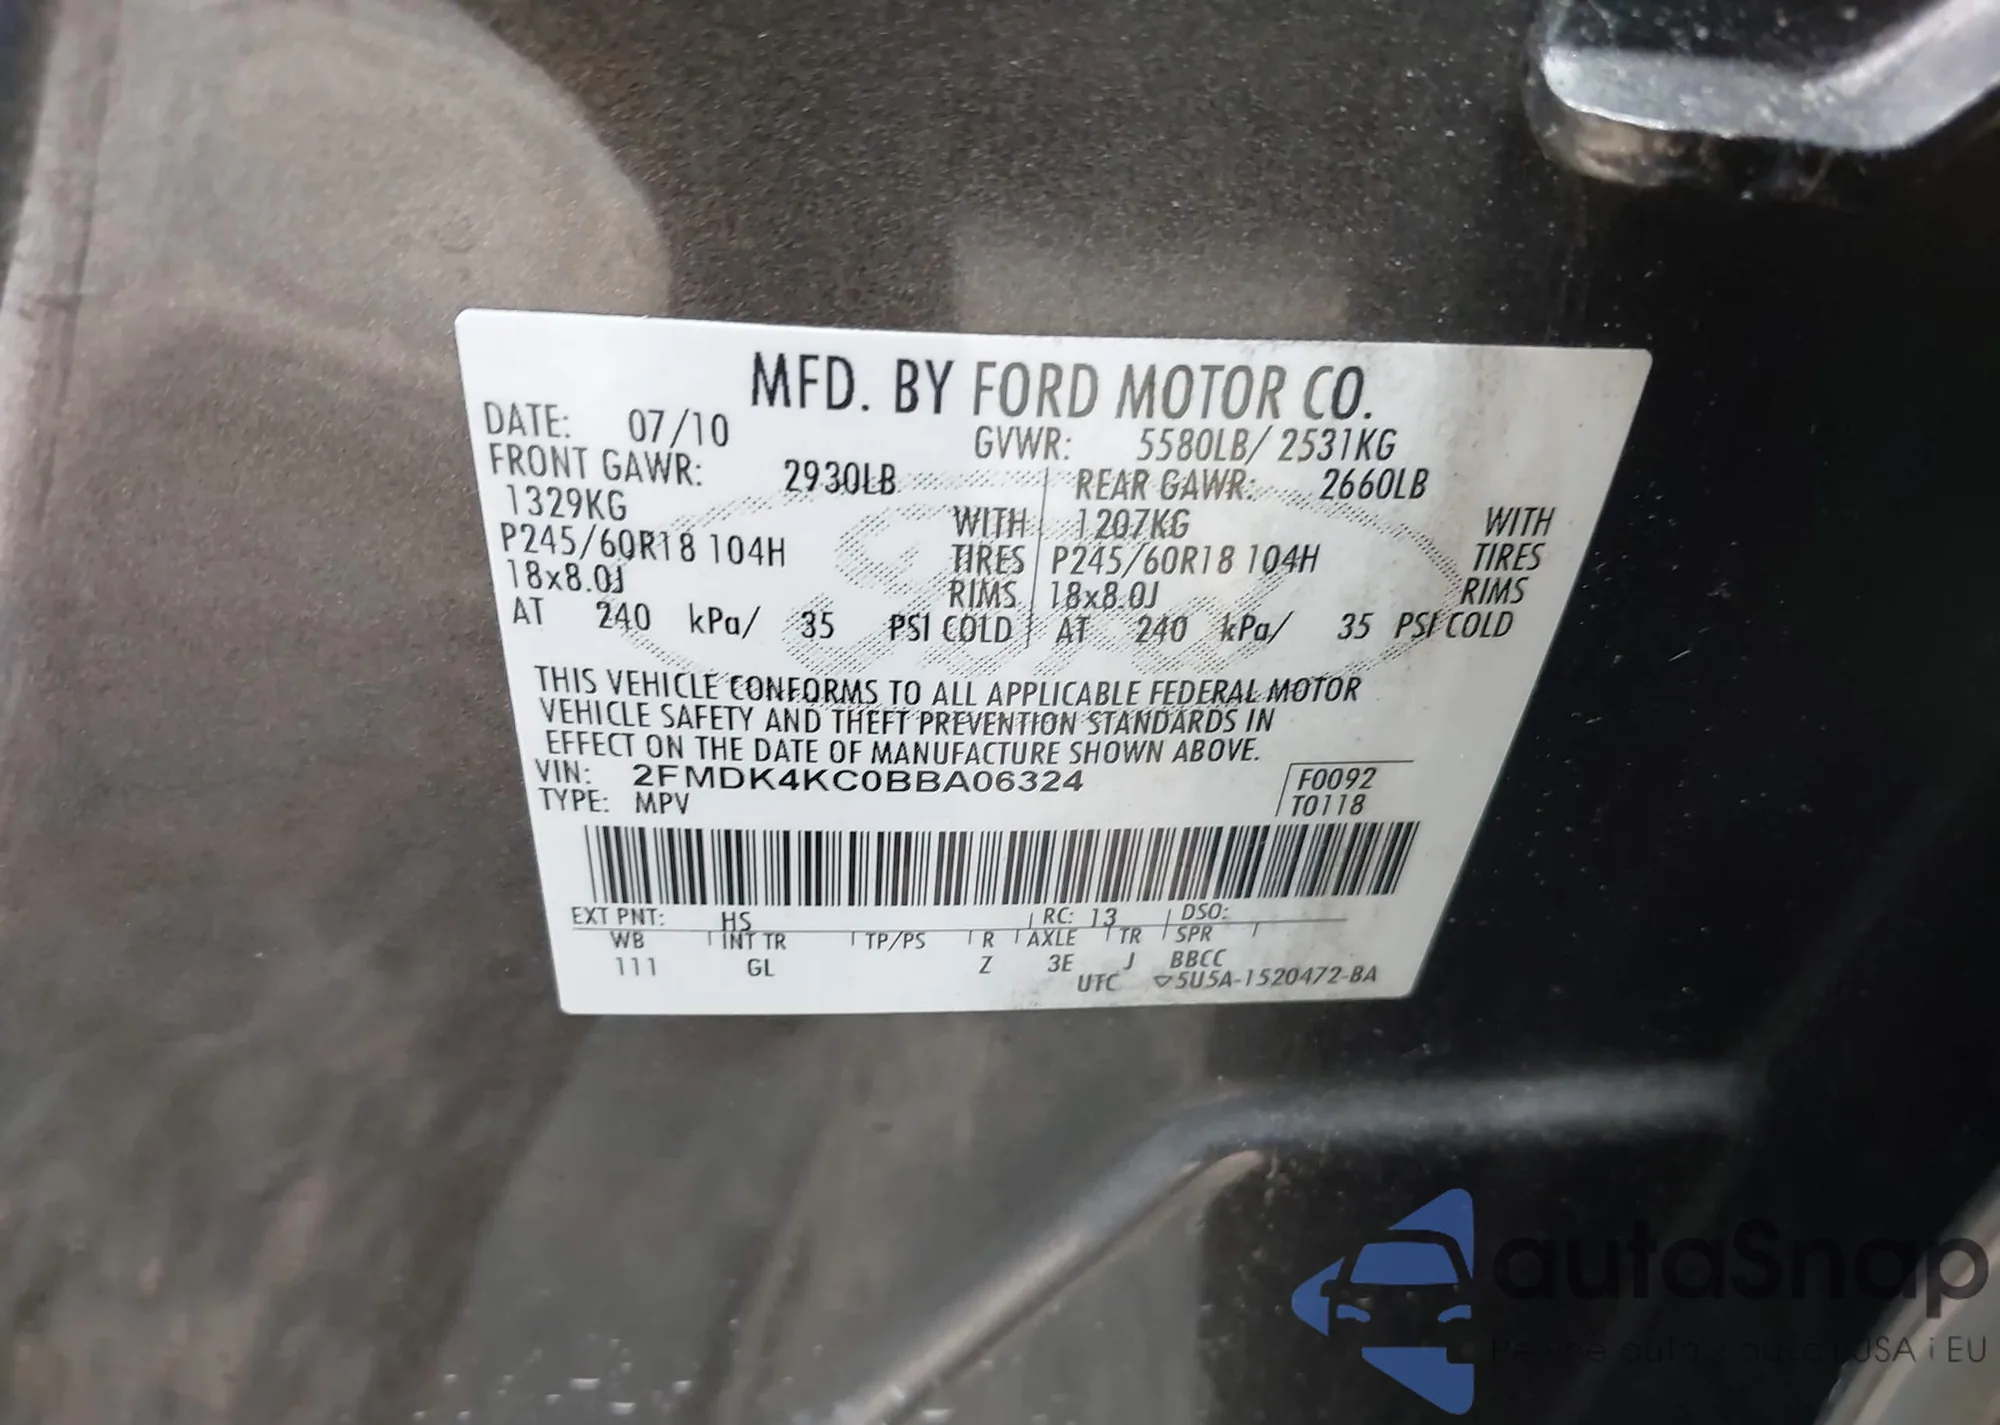 MFD. BY FORD MOTOR CO.
DATE: 07/10 GVWR: 5580LB/ 2531KG
FRONT GAWR: 2930LB REAR GAWR: 2660LB
1329KG WITH 1207KG WITH
P245/60R18 104H TIRES P245/60R18 104H TIRES
18x8.0J RIMS 18x8.0J RIMS
AT 240 kPa/ 35 PSI COLD AT 240 kPa/ 35 PSI COLD
THIS VEHICLE CONFORMS TO ALL APPLICABLE FEDERAL MOTOR
VEHICLE SAFETY AND THEFT PREVENTION STANDARDS IN
EFFECT ON THE DATE OF MANUFACTURE SHOWN ABOVE.
VIN: 2FMDK4KC0BBA06324 F0092
TYPE: MPV T0118
EXT PNT: HS RC: 13 DSO:
WB INT TR TP/PS R AXLE TR SPR
111 GL Z 3E J BBCC
UTC 5U5A-1520472-BA
autoSnap
USA i EU